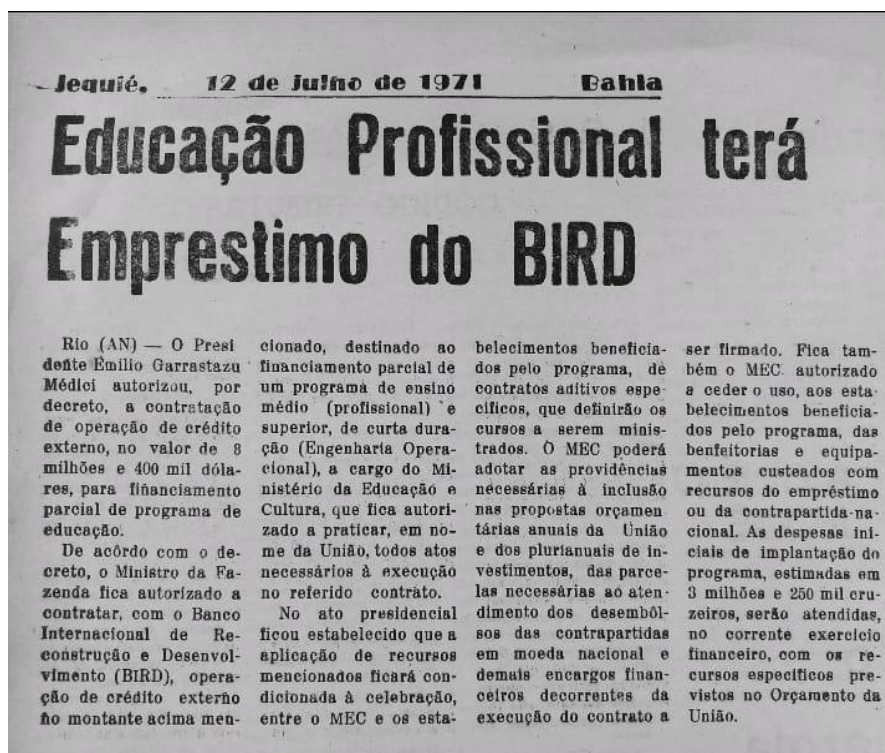 Jequié, 12 de julho de 1971 Bahia
Educação Profissional terá
Emprestimo do BIRD
Rio (AN) — O Presi
dente Emilio Garrastazu
Médici autorizou, por
decreto, a contratação
de operação de crédito
externo, no valor de 8
milhões e 400 mil dóla-
res, para financiamento
parcial de programa de
educação.
De acôrdo com o de-
creto, o Ministro da Fa-
zenda fica autorizado a
contratar, com o Banco
Internacional de Re-
construção e Desenvol-
vimento (BIRD), opera-
ção de crédito externo
no montante acima men-
cionado, destinado ao
financiamento parcial de
um programa de ensino
médio (profissional) e
superior, de curta dura-
ção (Engenharia Opera-
cional), a cargo do Mi-
nistério da Educação e
Cultura, que fica autori-
zado a praticar, em no-
me da União, todos atos
necessários à execução
no referido contrato.
No ato presidencial
ficou estabelecido que a
aplicação de recursos
mencionados ficará con-
dicionada à celebração,
entre o MEC e os esta-
belecimentos beneficia-
dos pelo programa, de
contratos aditivos espe-
cificos, que definirão os
cursos a serem minis-
trados. O MEC poderá
adotar as providências
necessárias à inclusão
nas propostas orçamen
tárias anuais da União
e dos plurianuais de in-
vestimentos, das parce-
las necessárias ao aten-
dimento dos desembôl-
sos das contrapartidas
em moeda nacional e
demais encargos finan-
ceiros decorrentes da
execução do contrato a
ser firmado. Fica tam-
bém o MEC autorizado
a ceder o uso, aos esta-
belecimentos beneficia-
dos pelo programa, das
benfeitorias e equipa-
mentos custeados com
recursos do empréstimo
ou da contrapartida na-
cional. As despesas ini-
ciais de implantação do
programa, estimadas em
3 milhões e 250 mil cru-
zeiros, serão atendidas,
no corrente exercicio
financeiro, com os re-
cursos especificos pre-
vistos no Orçamento da
União.